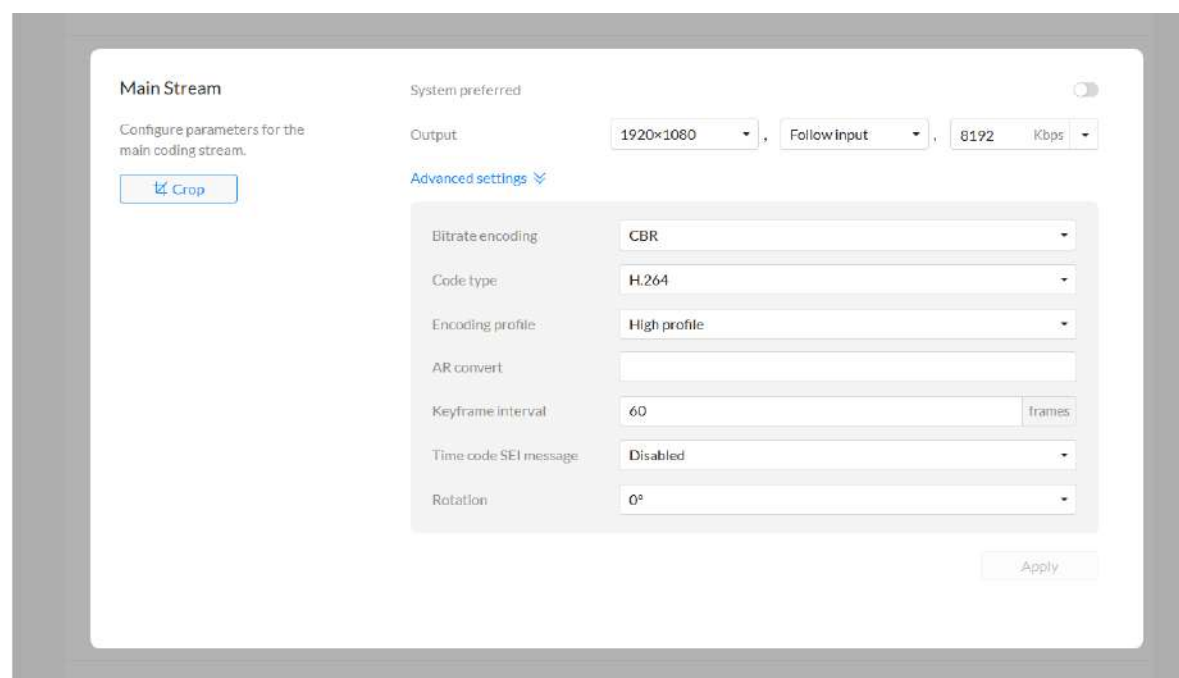 Main Stream
System preferred
Configure parameters for the
main coding stream.
Output
1920×1080 , Follow input , 8192 Kbps
Crop
Advanced settings
Bitrate encoding CBR
Code type H.264
Encoding profile High profile
AR convert
Keyframe interval 60 frames
Time code SEI message Disabled
Rotation 0°
Apply